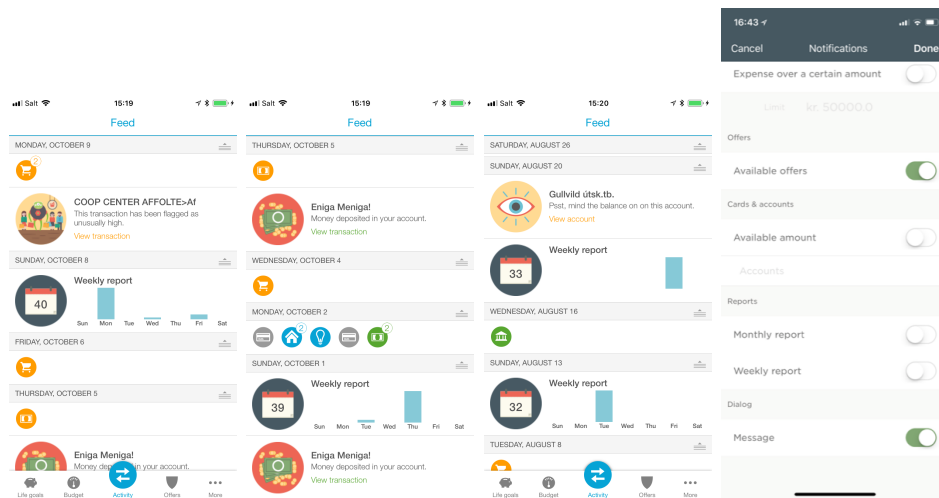 Salt 15:19
Feed
MONDAY, OCTOBER 9
2
COOP CENTER AFFOLTE>Af
This transaction has been flagged as
unusually high.
View transaction
SUNDAY, OCTOBER 8
Weekly report
40
Sun Mon Tue Wed Thu Fri Sat
FRIDAY, OCTOBER 6
THURSDAY, OCTOBER 5
Eniga Meniga!
Money in your account.
Life goals Budget Activity Offers More
Salt 15:19
Feed
THURSDAY, OCTOBER 5
Eniga Meniga!
Money deposited in your account.
View transaction
WEDNESDAY, OCTOBER 4
MONDAY, OCTOBER 2
2 2
SUNDAY, OCTOBER 1
Weekly report
39
Sun Mon Tue Wed Thu Fri Sat
Eniga Meniga!
Money deposited in your account.
View transaction
Salt 15:20
Feed
SATURDAY, AUGUST 26
SUNDAY, AUGUST 20
Gullvild útsk.tb.
Psst, mind the balance on on this account.
View account
Weekly report
33
WEDNESDAY, AUGUST 16
SUNDAY, AUGUST 13
Weekly report
32
Sun Mon Tue Wed Thu Fri Sat
TUESDAY, AUGUST 8
Life goals Budget Activity Offers More
16:43
Cancel Notifications Done
Expense over a certain amount
Limit kr. 50000.0
Offers
Available offers
Cards & accounts
Available amount
Accounts
Reports
Monthly report
Weekly report
Dialog
Message